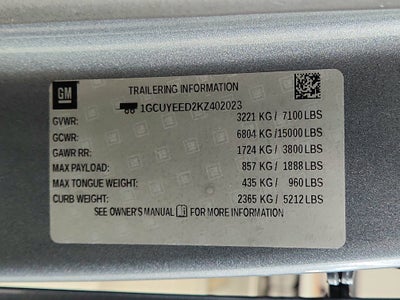 GM
TRAILERING INFORMATION
1GCUYEED2KZ402023
GVWR: 3221 KG / 7100 LBS
GCWR: 6804 KG /15000 LBS
GAWR RR: 1724 KG / 3800 LBS
MAX PAYLOAD: 857 KG / 1888 LBS
MAX TONGUE WEIGHT: 435 KG / 960 LBS
CURB WEIGHT: 2365 KG / 5212 LBS
SEE OWNER'S MANUAL FOR MORE INFORMATION